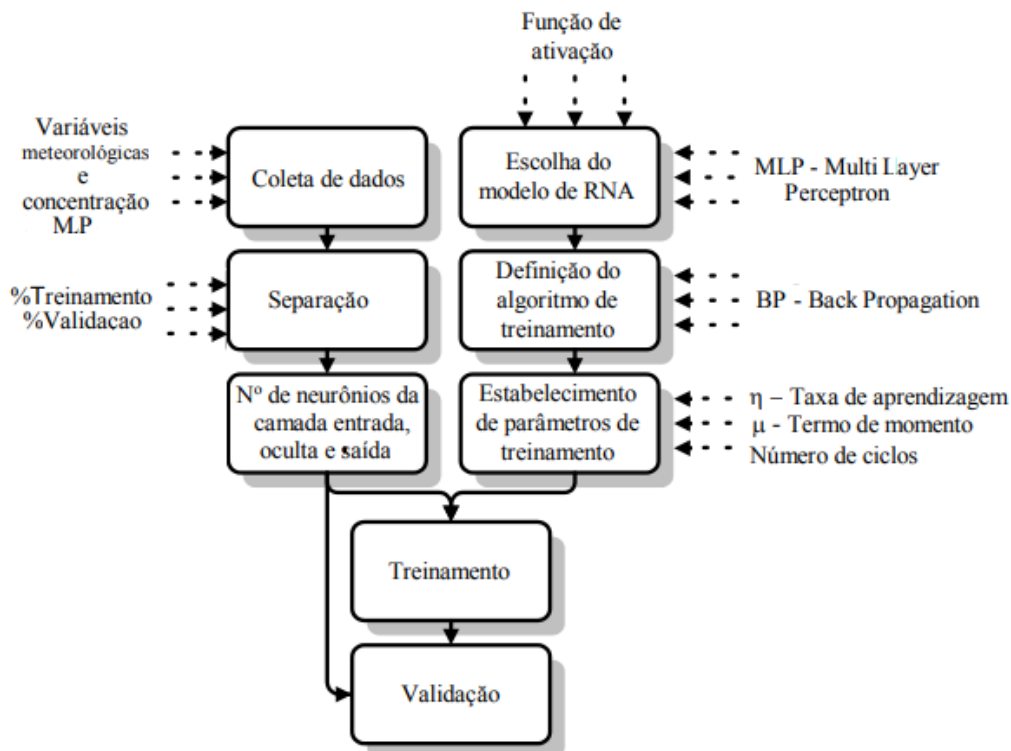 Função de
ativação
Variáveis
meteorológicas
e
concentração
M.P
Coleta de dados
Escolha do
modelo de RNA
MLP - Multi Layer
Perceptron
%Treinamento
%Validacao
Separação
Definição do
algoritmo de
treinamento
BP - Back Propagation
Nº de neurônios da
camada entrada,
oculta e saída
Estabelecimento
de parâmetros de
treinamento
η – Taxa de aprendizagem
μ - Termo de momento
Número de ciclos
Treinamento
Validação